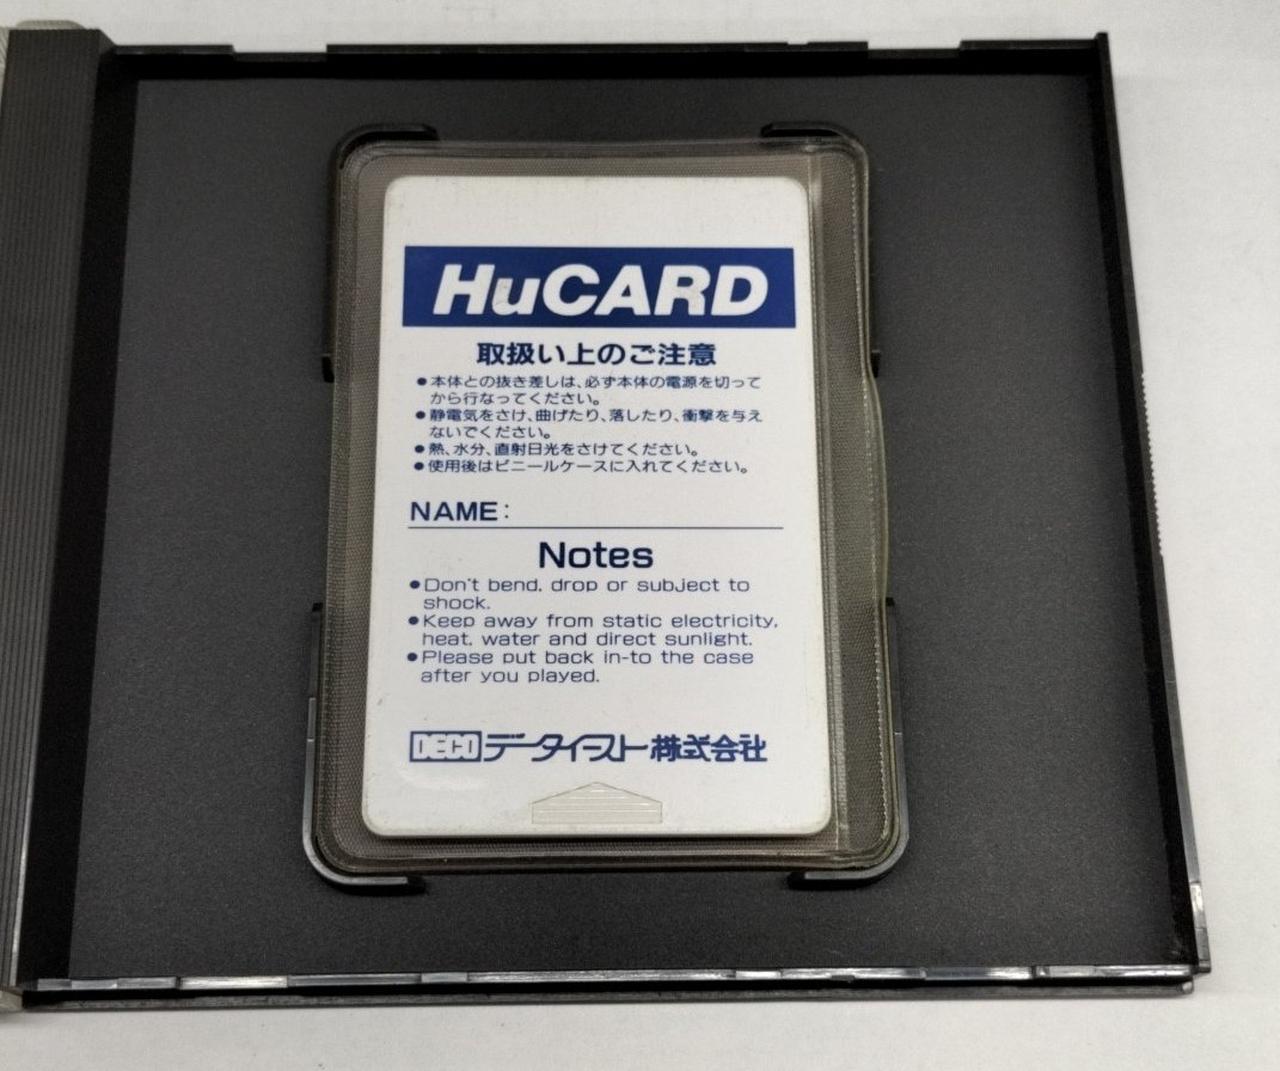 HuCARD
取扱い上のご注意
●本体との抜き差しは、必ず本体の電源を切って
から行なってください。
●静電気をさけ、曲げたり、落したり、衝撃を与え
ないでください。
●熱、水分、直射日光をさけてください。
●使用後はビニールケースに入れてください。
NAME:
Notes
●Don't bend, drop or subject to
shock.
●Keep away from static electricity,
heat, water and direct sunlight.
●Please put back in-to the case
after you played.
DECO データイースト株式会社